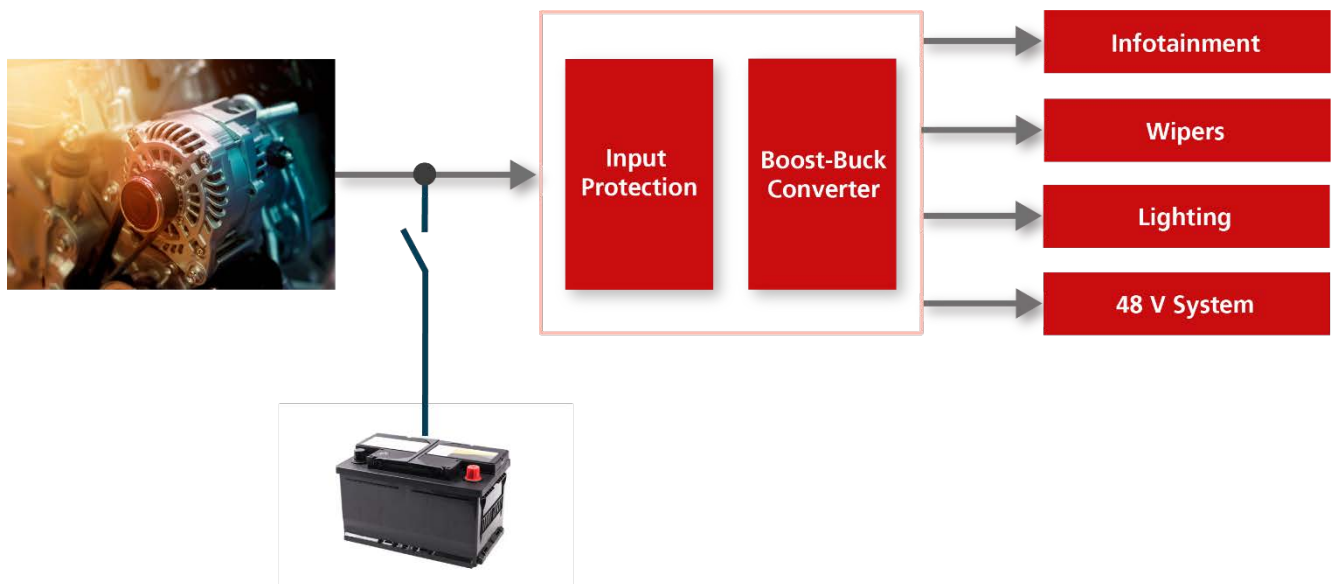 Input
Protection
Boost-Buck
Converter
Infotainment
Wipers
Lighting
48 V System